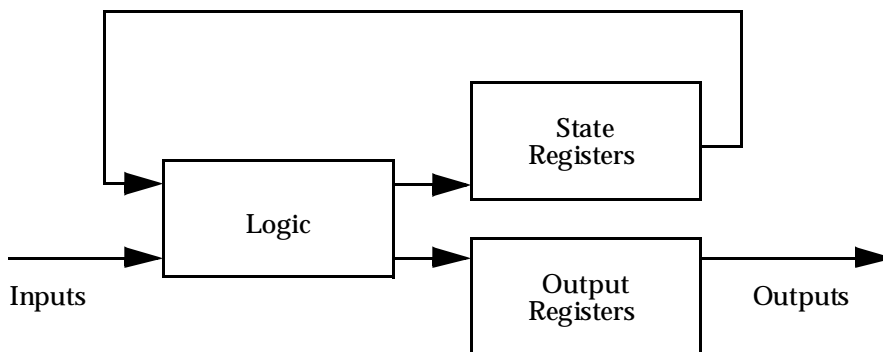 State
Registers
Logic
Inputs
Output
Registers
Outputs